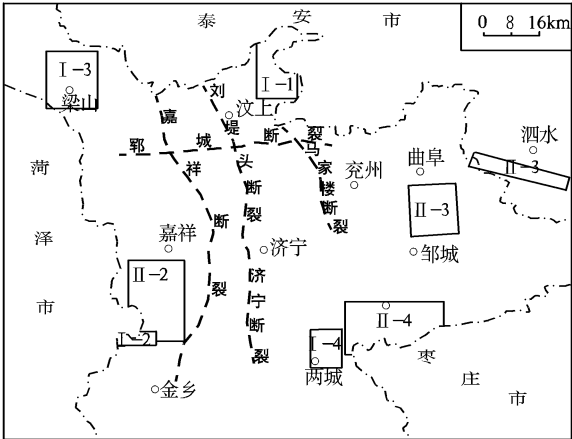 泰安市
0 8 16km
Ⅰ-3
梁山
Ⅰ-1
汶上
嘉祥断裂
刘堤头断裂
郓城断裂
马家楼断裂
泗水
曲阜
兖州
Ⅱ-3
菏泽市
Ⅱ-3
嘉祥
济宁
邹城
Ⅱ-2
济宁断裂
Ⅱ-4
Ⅰ-2
Ⅰ-4
两城
金乡
枣庄市